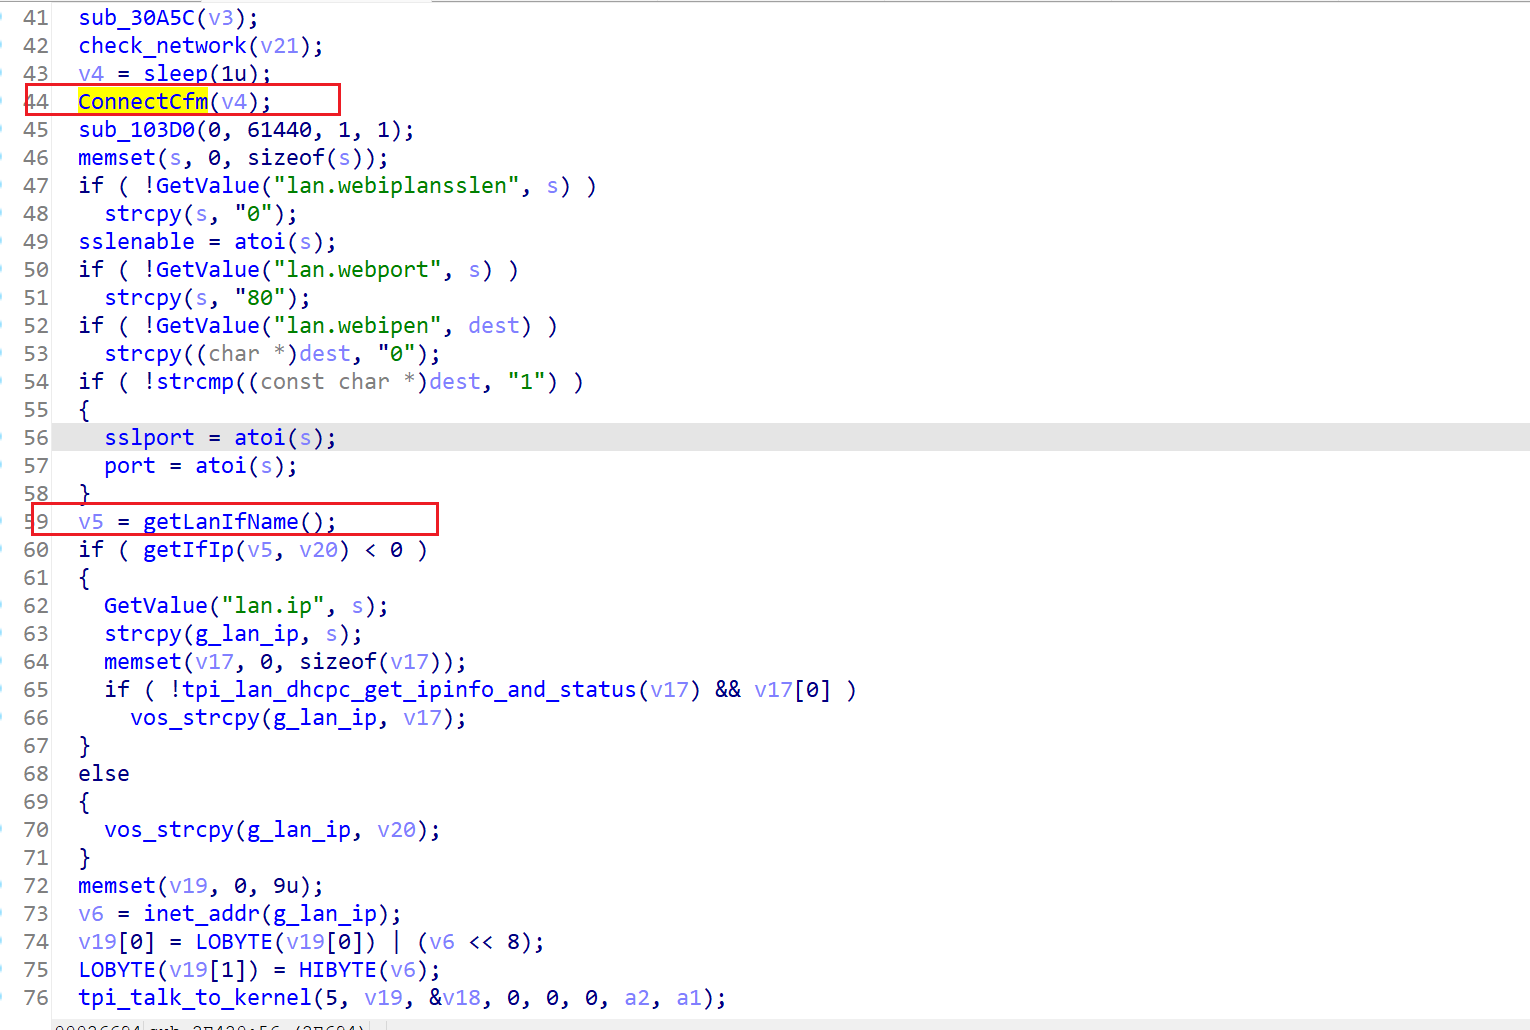 41 sub_30A5C(v3);
42 check_network(v21);
43 v4 = sleep(1u);
44 ConnectCfm(v4);
45 sub_103D0(0, 61440, 1, 1);
46 memset(s, 0, sizeof(s));
47 if ( !GetValue("lan.webiplansslen", s) )
48 strcpy(s, "0");
49 sslenable = atoi(s);
50 if ( !GetValue("lan.webport", s) )
51 strcpy(s, "80");
52 if ( !GetValue("lan.webipen", dest) )
53 strcpy((char *)dest, "0");
54 if ( !strcmp((const char *)dest, "1") )
55 {
56 sslport = atoi(s);
57 port = atoi(s);
58 }
59 v5 = getLanIfName();
60 if ( getIfIp(v5, v20) < 0 )
61 {
62 GetValue("lan.ip", s);
63 strcpy(g_lan_ip, s);
64 memset(v17, 0, sizeof(v17));
65 if ( !tpi_lan_dhcpc_get_ipinfo_and_status(v17) && v17[0] )
66 vos_strcpy(g_lan_ip, v17);
67 }
68 else
69 {
70 vos_strcpy(g_lan_ip, v20);
71 }
72 memset(v19, 0, 9u);
73 v6 = inet_addr(g_lan_ip);
74 v19[0] = LOBYTE(v19[0]) | (v6 << 8);
75 LOBYTE(v19[1]) = HIBYTE(v6);
76 tpi_talk_to_kernel(5, v19, &v18, 0, 0, 0, a2, a1);